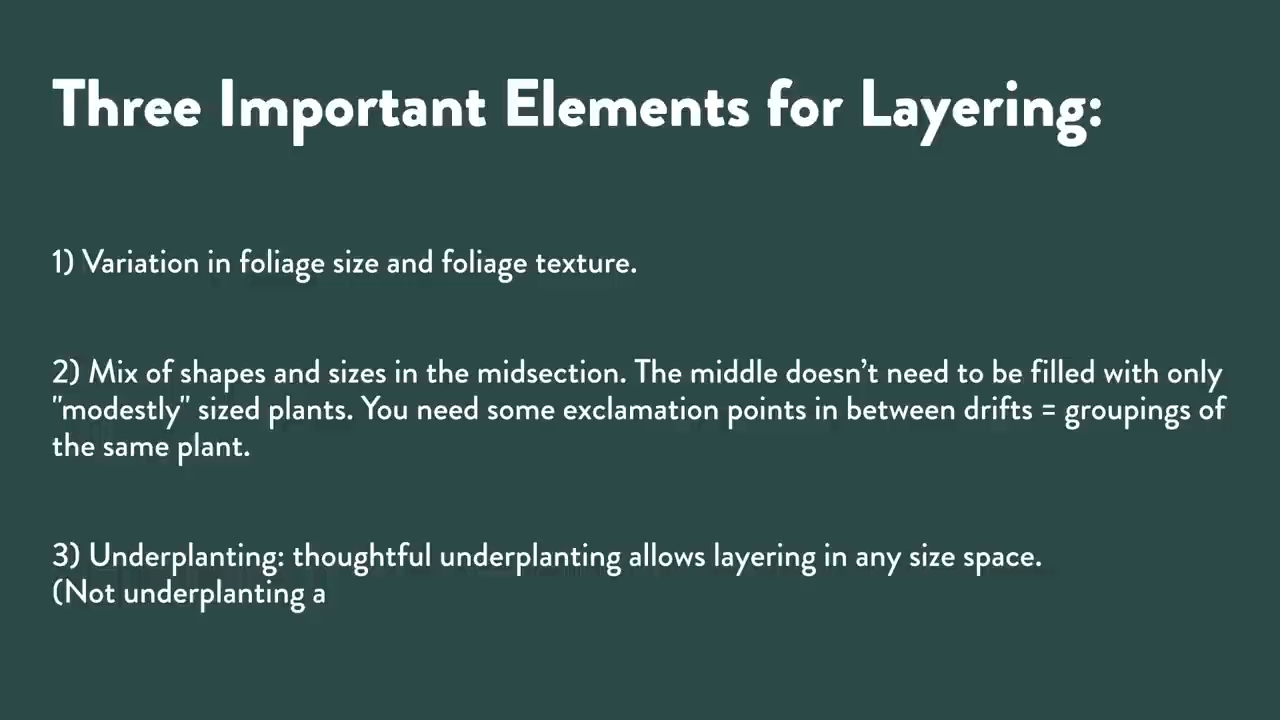 Three Important Elements for Layering:
1) Variation in foliage size and foliage texture.
2) Mix of shapes and sizes in the midsection. The middle doesn’t need to be filled with only
"modestly" sized plants. You need some exclamation points in between drifts = groupings of
the same plant.
3) Underplanting: thoughtful underplanting allows layering in any size space.
(Not underplanting a